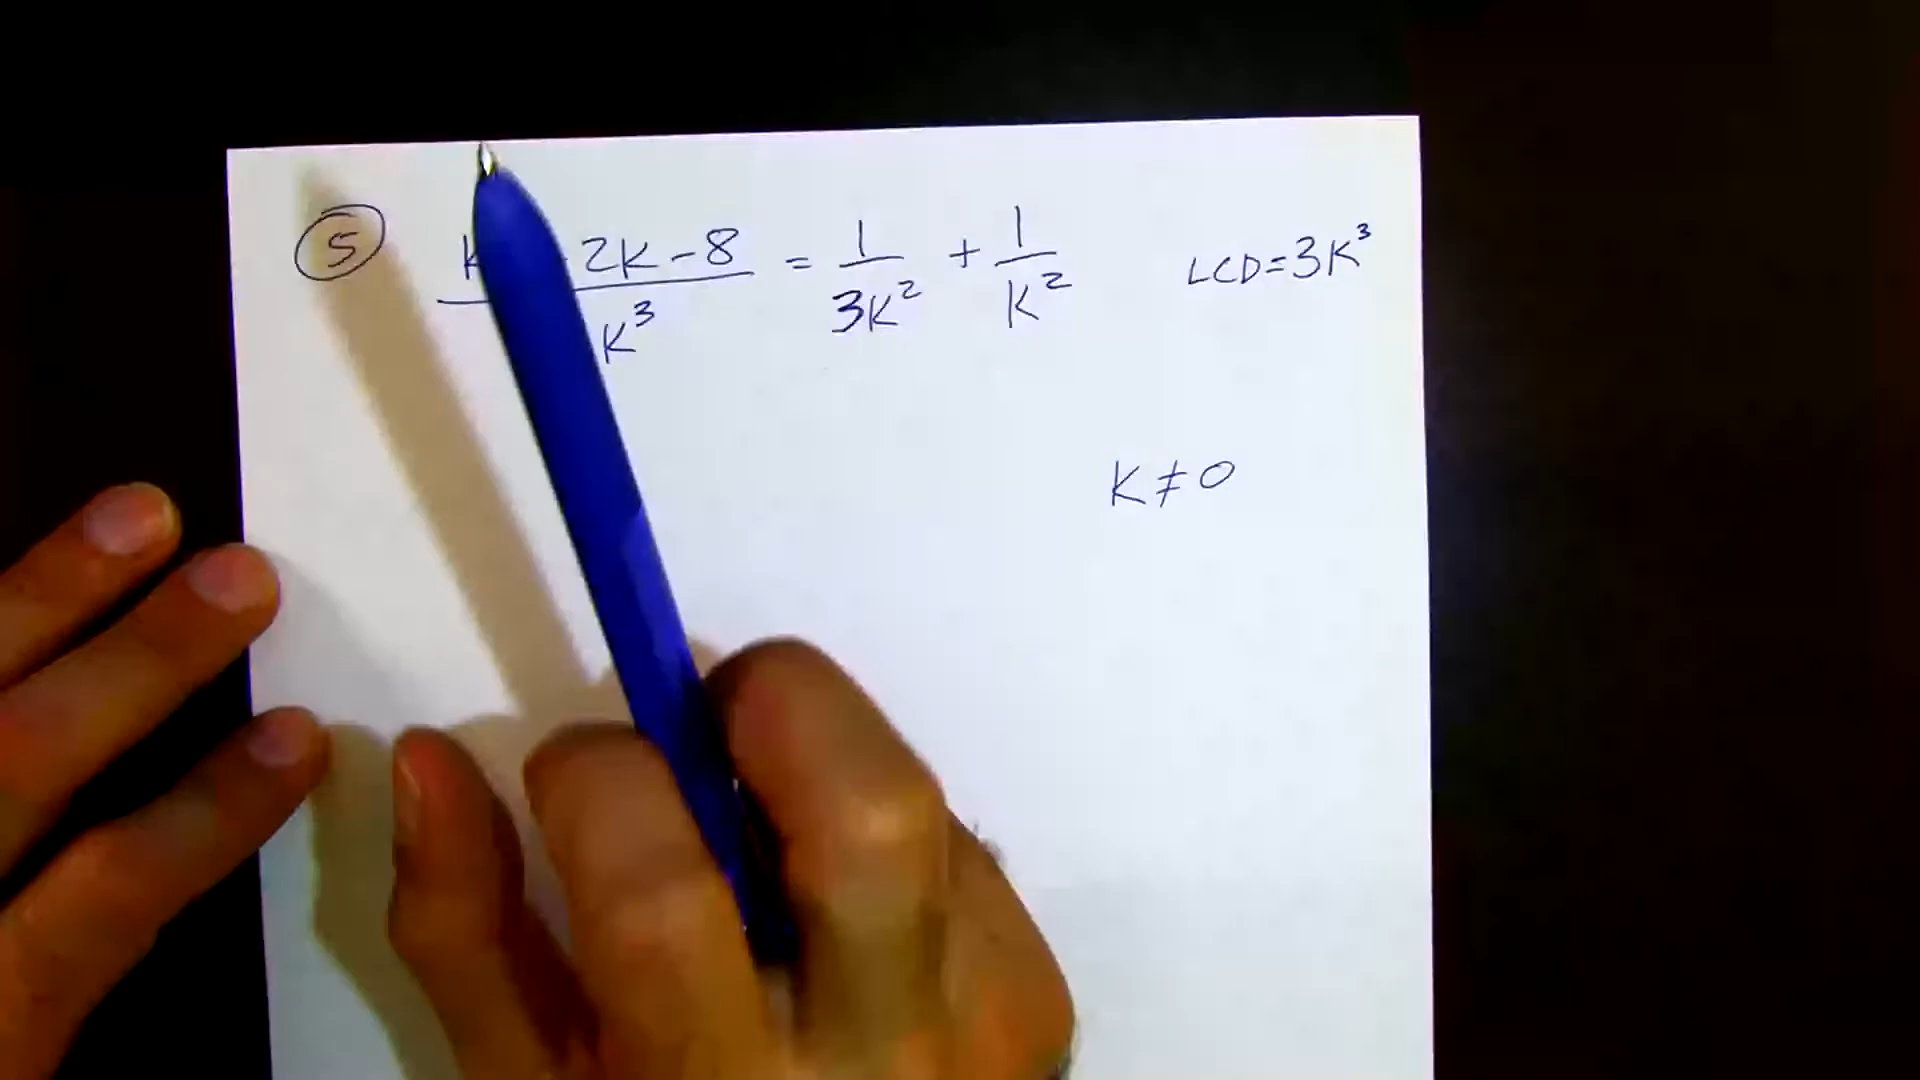 5 K - 2K - 8 / K³ = 1 / 3K² + 1 / K² LCD = 3K³
K ≠ 0